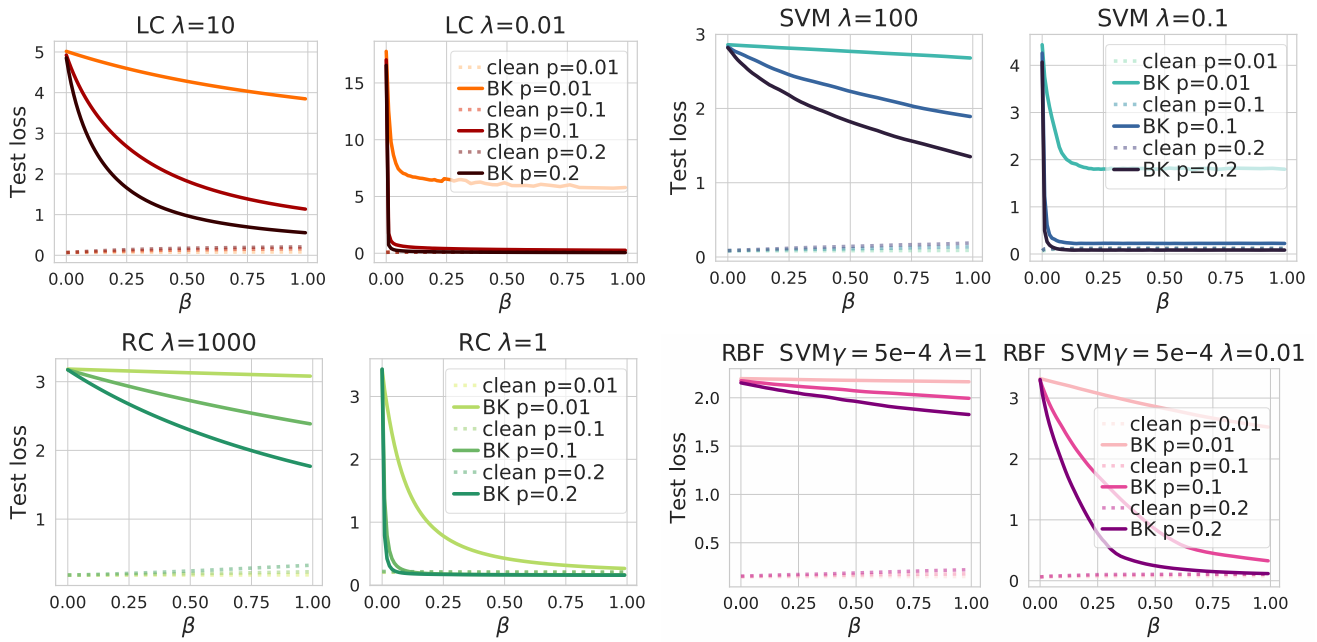 LC λ=10
Test loss
5
4
3
2
1
0
0.00 0.25 0.50 0.75 1.00
β
LC λ=0.01
15
10
5
0
clean p=0.01
BK p=0.01
clean p=0.1
BK p=0.1
clean p=0.2
BK p=0.2
0.00 0.25 0.50 0.75 1.00
β
SVM λ=100
Test loss
3
2
1
0
0.00 0.25 0.50 0.75 1.00
β
SVM λ=0.1
4
3
2
1
0
clean p=0.01
BK p=0.01
clean p=0.1
BK p=0.1
clean p=0.2
BK p=0.2
0.00 0.25 0.50 0.75 1.00
β
RC λ=1000
Test loss
3
2
1
0.00 0.25 0.50 0.75 1.00
β
RC λ=1
4
3
2
1
0
clean p=0.01
BK p=0.01
clean p=0.1
BK p=0.1
clean p=0.2
BK p=0.2
0.00 0.25 0.50 0.75 1.00
β
RBF SVMγ = 5e−4 λ=1
Test loss
2.0
1.5
1.0
0.5
0.00 0.25 0.50 0.75 1.00
β
RBF SVMγ = 5e−4 λ=0.01
3
2
1
0
clean p=0.01
BK p=0.01
clean p=0.1
BK p=0.1
clean p=0.2
BK p=0.2
0.00 0.25 0.50 0.75 1.00
β